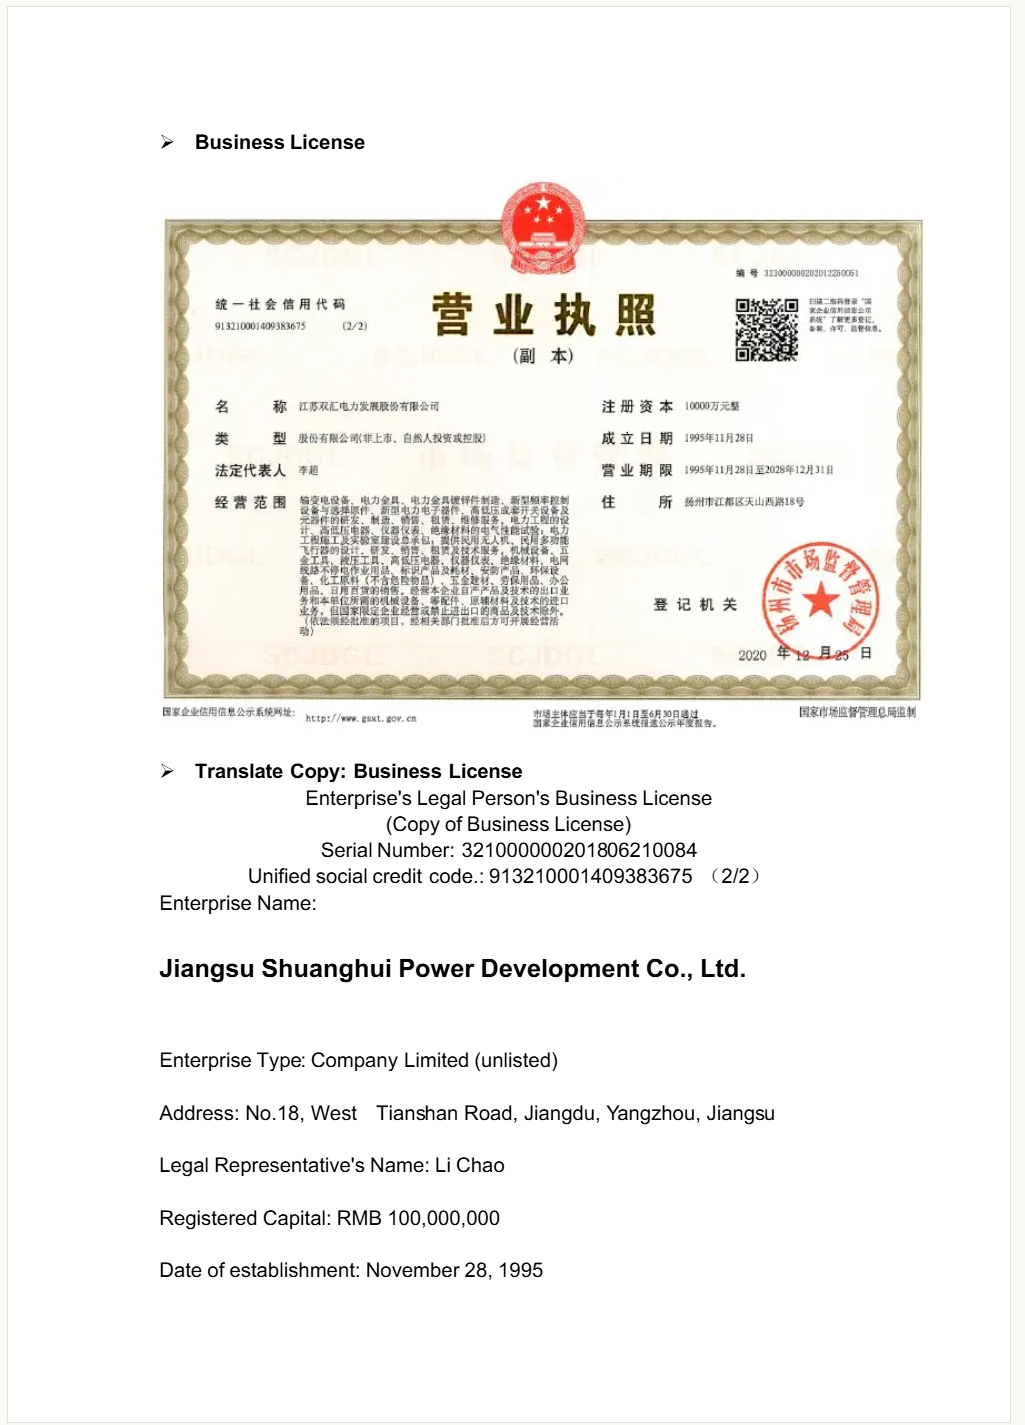 Business License
编 号 321000000202012250051
统一社会信用代码
913210001409383675 (2/2)
营业执照
(副 本)
扫描二维码登录"国
家企业信用信息公示
系统"了解更多登记、
备案、许可、监管信息。
名 称 江苏双汇电力发展股份有限公司
类 型 股份有限公司(非上市、自然人投资或控股)
法定代表人 李超
经营范围 输变电设备、电力金具、电力金具镀锌件制造、新型频率控制
设备与选择原件、新型电力电子器件、高低压成套开关设备及
元器件的研发、制造、销售、租赁、维修服务。电力工程的设
计、高低压电器、仪器仪表、绝缘材料的电气性能试验；电力
工程施工及实验室建设总承包；提供民用无人机、民用多功能
飞行器的设计、研发、销售、租赁及技术服务。机械设备、五
金工具、液压工具、高低压电器、仪器仪表、绝缘材料、电网
线路不停电作业用品、标识产品及耗材、安防产品、环保设
备、化工原料（不含危险物品）、五金建材、劳保用品、办公
用品、日用百货的销售。经营本企业自产产品及技术的出口业
务和本单位所需的机械设备、零配件、原辅材料及技术的进口
业务，但国家限定企业经营或禁止进出口的商品及技术除外。
（依法须经批准的项目，经相关部门批准后方可开展经营活
动）
注册资本 10000万元整
成立日期 1995年11月28日
营业期限 1995年11月28日至2028年12月31日
住 所 扬州市江都区天山西路18号
登记机关
扬州市市场监督管理局
2020 年 12 月 25 日
国家企业信用信息公示系统网址： http://www.gsxt.gov.cn
市场主体应当于每年1月1日至6月30日通过
国家企业信用信息公示系统报送公示年度报告。
国家市场监督管理总局监制
Translate Copy: Business License
Enterprise's Legal Person's Business License
(Copy of Business License)
Serial Number: 321000000201806210084
Unified social credit code.: 913210001409383675 （2/2）
Enterprise Name:
Jiangsu Shuanghui Power Development Co., Ltd.
Enterprise Type: Company Limited (unlisted)
Address: No.18, West Tianshan Road, Jiangdu, Yangzhou, Jiangsu
Legal Representative's Name: Li Chao
Registered Capital: RMB 100,000,000
Date of establishment: November 28, 1995